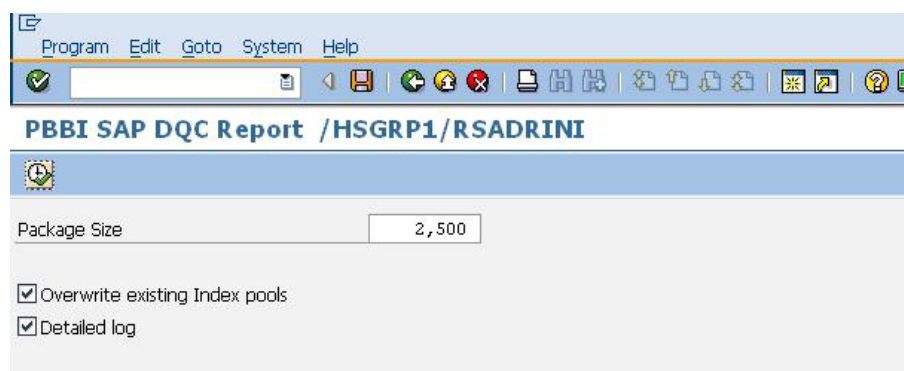 Program Edit Goto System Help
PBBI SAP DQC Report /HSGRP1/RSADRINI
Package Size 2,500
Overwrite existing Index pools
Detailed log